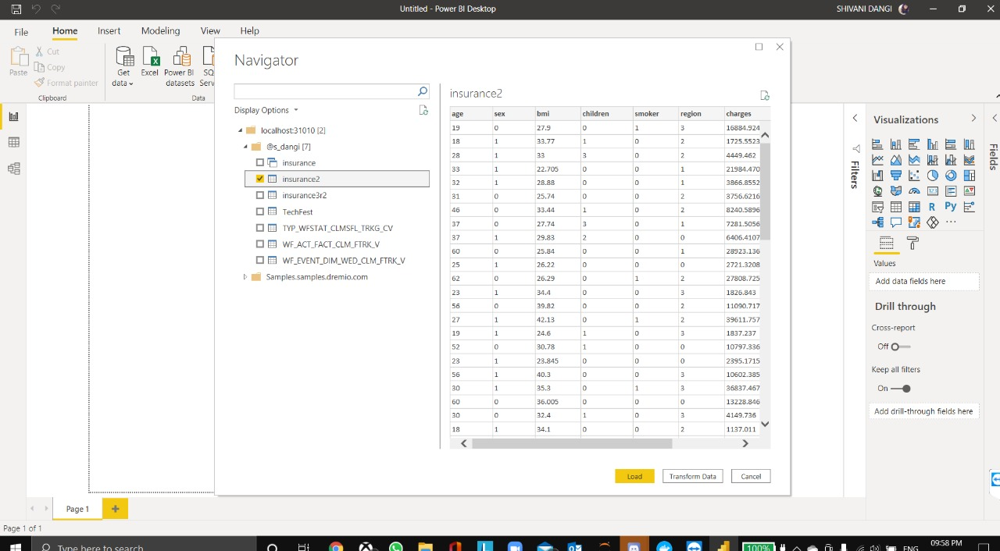 Untitled - Power BI Desktop
SHIVANI DANGI
File Home Insert Modeling View Help
Cut
Copy
Format painter
Paste
Clipboard
Get data
Excel
Power BI datasets
SQ
Serv
Data
Navigator
Display Options
localhost:31010 [2]
@s_dangi [7]
insurance
insurance2
insurance3r2
TechFest
TYP_WFSTAT_CLMSFL_TRKG_CV
WF_ACT_FACT_CLM_FTRK_V
WF_EVENT_DIM_WED_CLM_FTRK_V
Samples.samples.dremio.com
insurance2
age sex bmi children smoker region charges
19 0 27.9 0 1 3 16884.924
18 1 33.77 1 0 2 1725.5523
28 1 33 3 0 2 4449.462
33 1 22.705 0 0 1 21984.470
32 1 28.88 0 0 1 3866.8552
31 0 25.74 0 0 2 3756.6216
46 0 33.44 1 0 2 8240.5896
37 0 27.74 3 0 1 7281.5056
37 1 29.83 2 0 0 6406.4107
60 0 25.84 0 0 1 28923.136
25 1 26.22 0 0 0 2721.3208
62 0 26.29 0 1 2 27808.725
23 1 34.4 0 0 3 1826.843
56 0 39.82 0 0 2 11090.717
27 1 42.13 0 1 2 39611.757
19 1 24.6 1 0 3 1837.237
52 0 30.78 1 0 0 10797.336
23 1 23.845 0 0 0 2395.1715
56 1 40.3 0 0 3 10602.385
30 1 35.3 0 1 3 36837.467
60 0 36.005 0 0 0 13228.846
30 0 32.4 1 0 3 4149.736
18 1 34.1 0 0 2 1137.011
Load Transform Data Cancel
Filters
Visualizations
Fields
123
R Py
Values
Add data fields here
Drill through
Cross-report
Off
Keep all filters
On
Add drill-through fields here
Page 1
Page 1 of 1
Type here to search
100%
ENG
09:58 PM